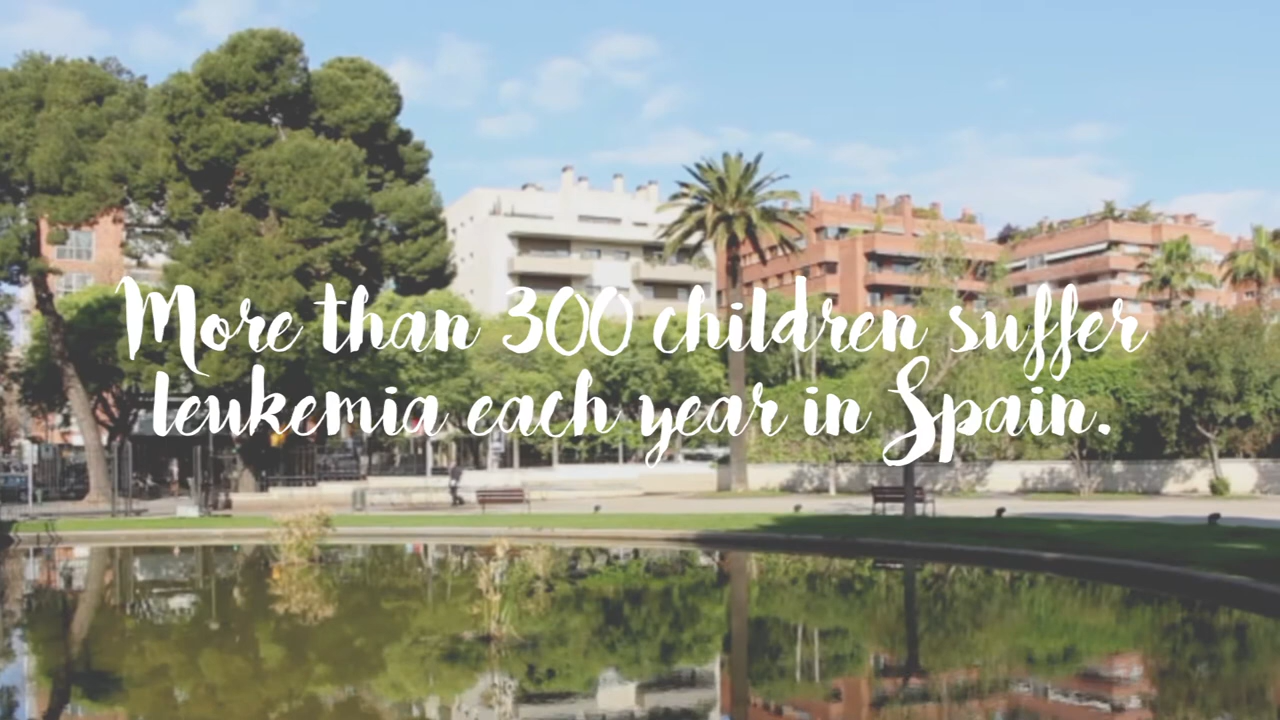 More than 300 children suffer
leukemia each year in Spain.